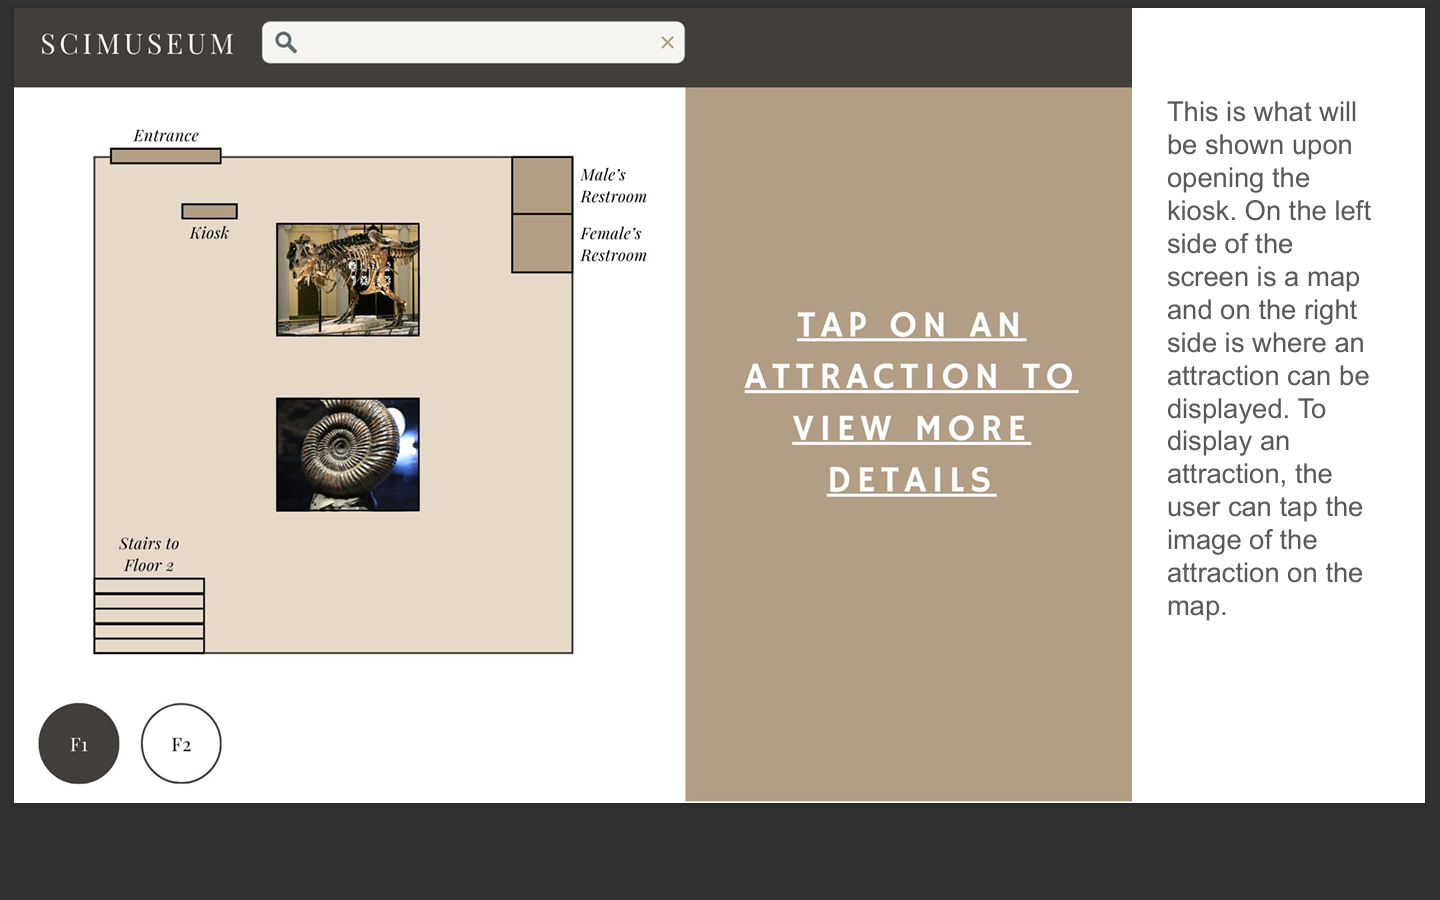 SCIMUSEUM
Entrance
Kiosk
Male’s
Restroom
Female’s
Restroom
Stairs to
Floor 2
F1
F2
TAP ON AN
ATTRACTION TO
VIEW MORE
DETAILS
This is what will
be shown upon
opening the
kiosk. On the left
side of the
screen is a map
and on the right
side is where an
attraction can be
displayed. To
display an
attraction, the
user can tap the
image of the
attraction on the
map.